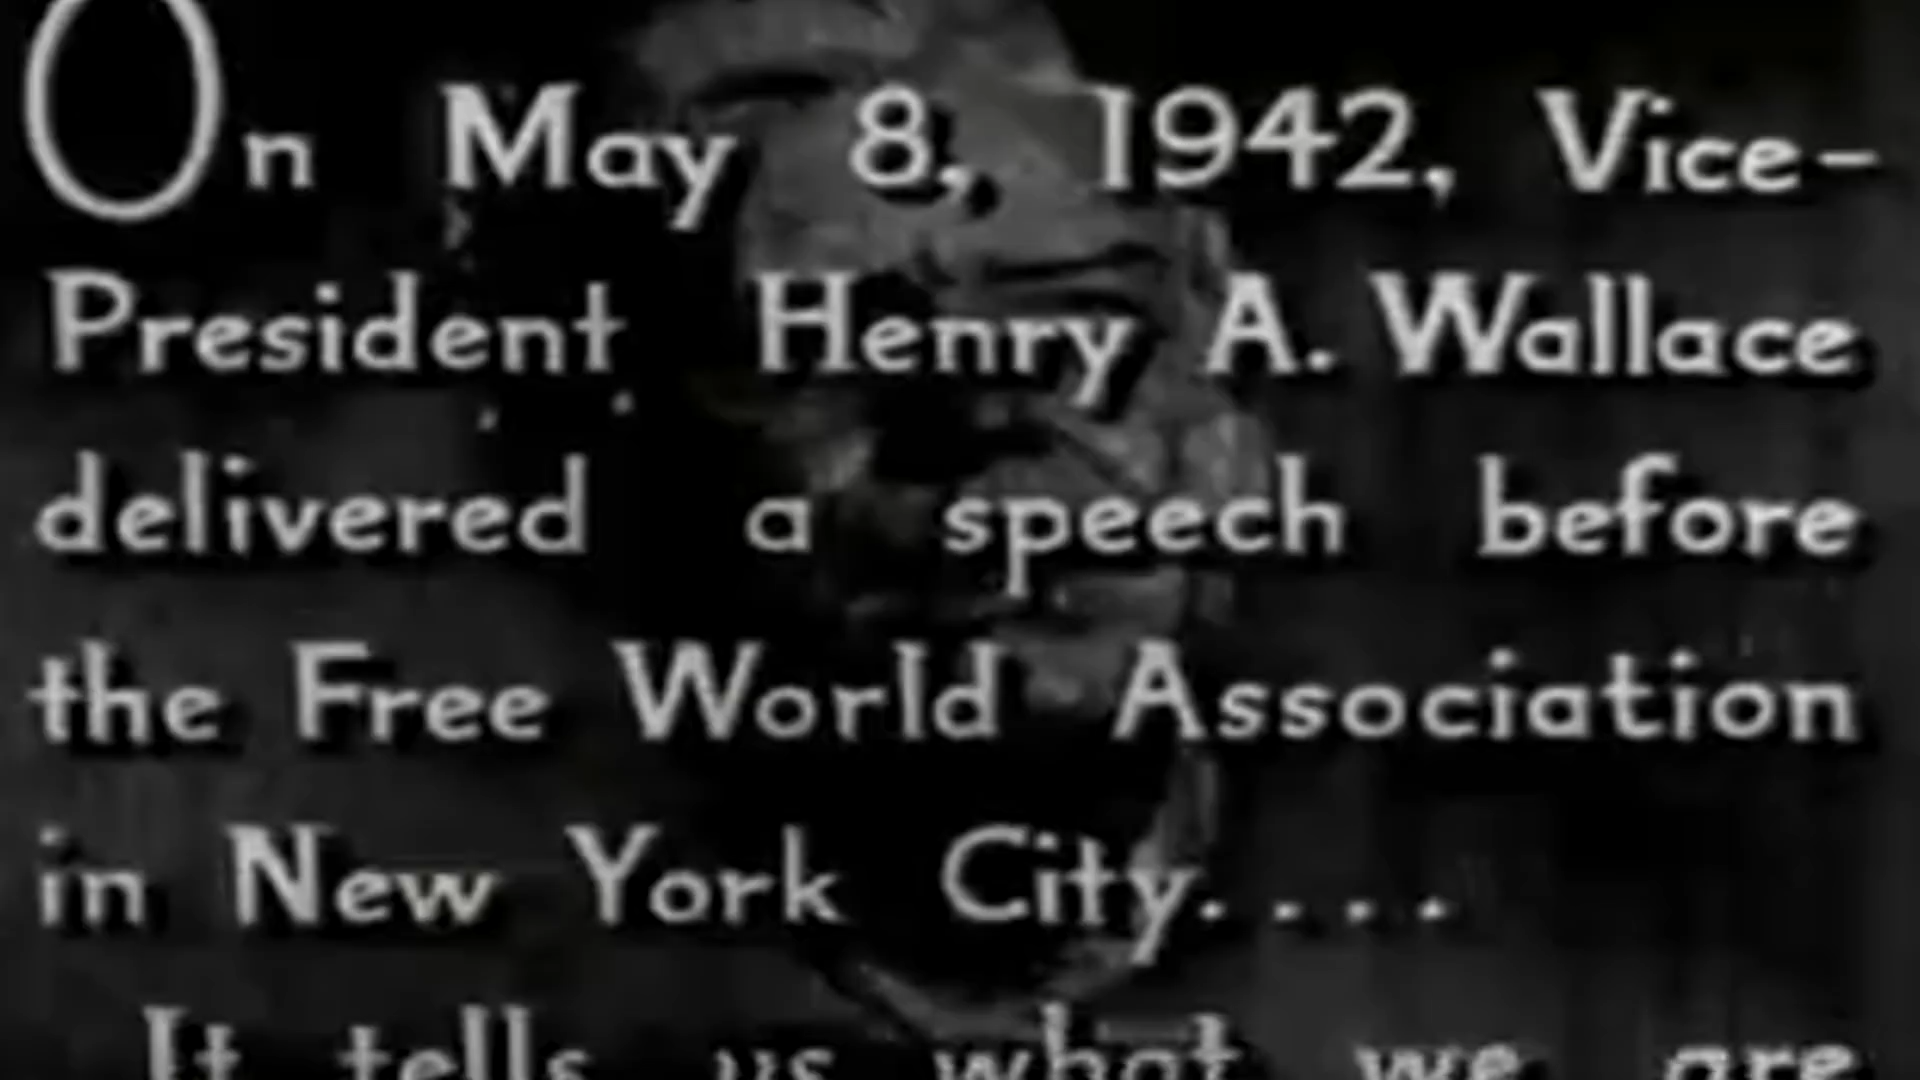 On May 8, 1942, Vice-
President Henry A. Wallace
delivered a speech before
the Free World Association
in New York City....
It tells us what we are